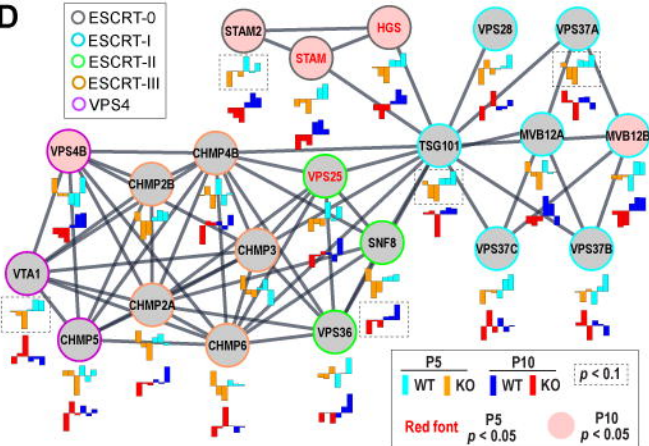 D
ESCRT-0
ESCRT-I
ESCRT-II
ESCRT-III
VPS4
STAM2
HGS
STAM
VPS28
VPS37A
TSG101
MVB12A
MVB12B
VPS4B
CHMP4B
CHMP2B
VPS25
CHMP3
SNF8
VPS37C
VPS37B
VTA1
CHMP2A
CHMP5
CHMP6
VPS36
P5 P10
WT KO WT KO p < 0.1
Red font P5 p < 0.05 P10 p < 0.05